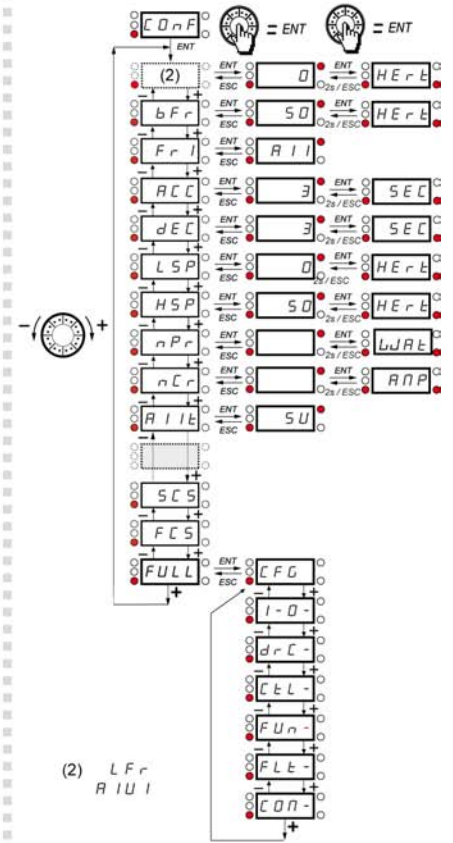 COnF = ENT = ENT
ENT
(2) ENT ESC 0 ENT 2s / ESC HErt
- +
bFr ENT ESC 50 ENT 2s / ESC HErt
- +
Fr1 ENT ESC AI1
- +
ACC ENT ESC 3 ENT 2s / ESC SEC
- +
dEC ENT ESC 3 ENT 2s / ESC SEC
- +
LSP ENT ESC 0 ENT 2s / ESC HErt
- +
- + HSP ENT ESC 50 ENT 2s / ESC HErt
- +
nPr ENT ESC ENT 2s / ESC WAt
- +
nCr ENT ESC ENT 2s / ESC AMP
- +
AI1t ENT ESC 5U
- +
SCS
- +
FCS
- +
FULL ENT ESC CFG
+ - +
I-O-
- +
drC-
- +
CtL-
- +
FUn-
- +
FLt-
- +
COM-
+
(2) LFr
AIU1